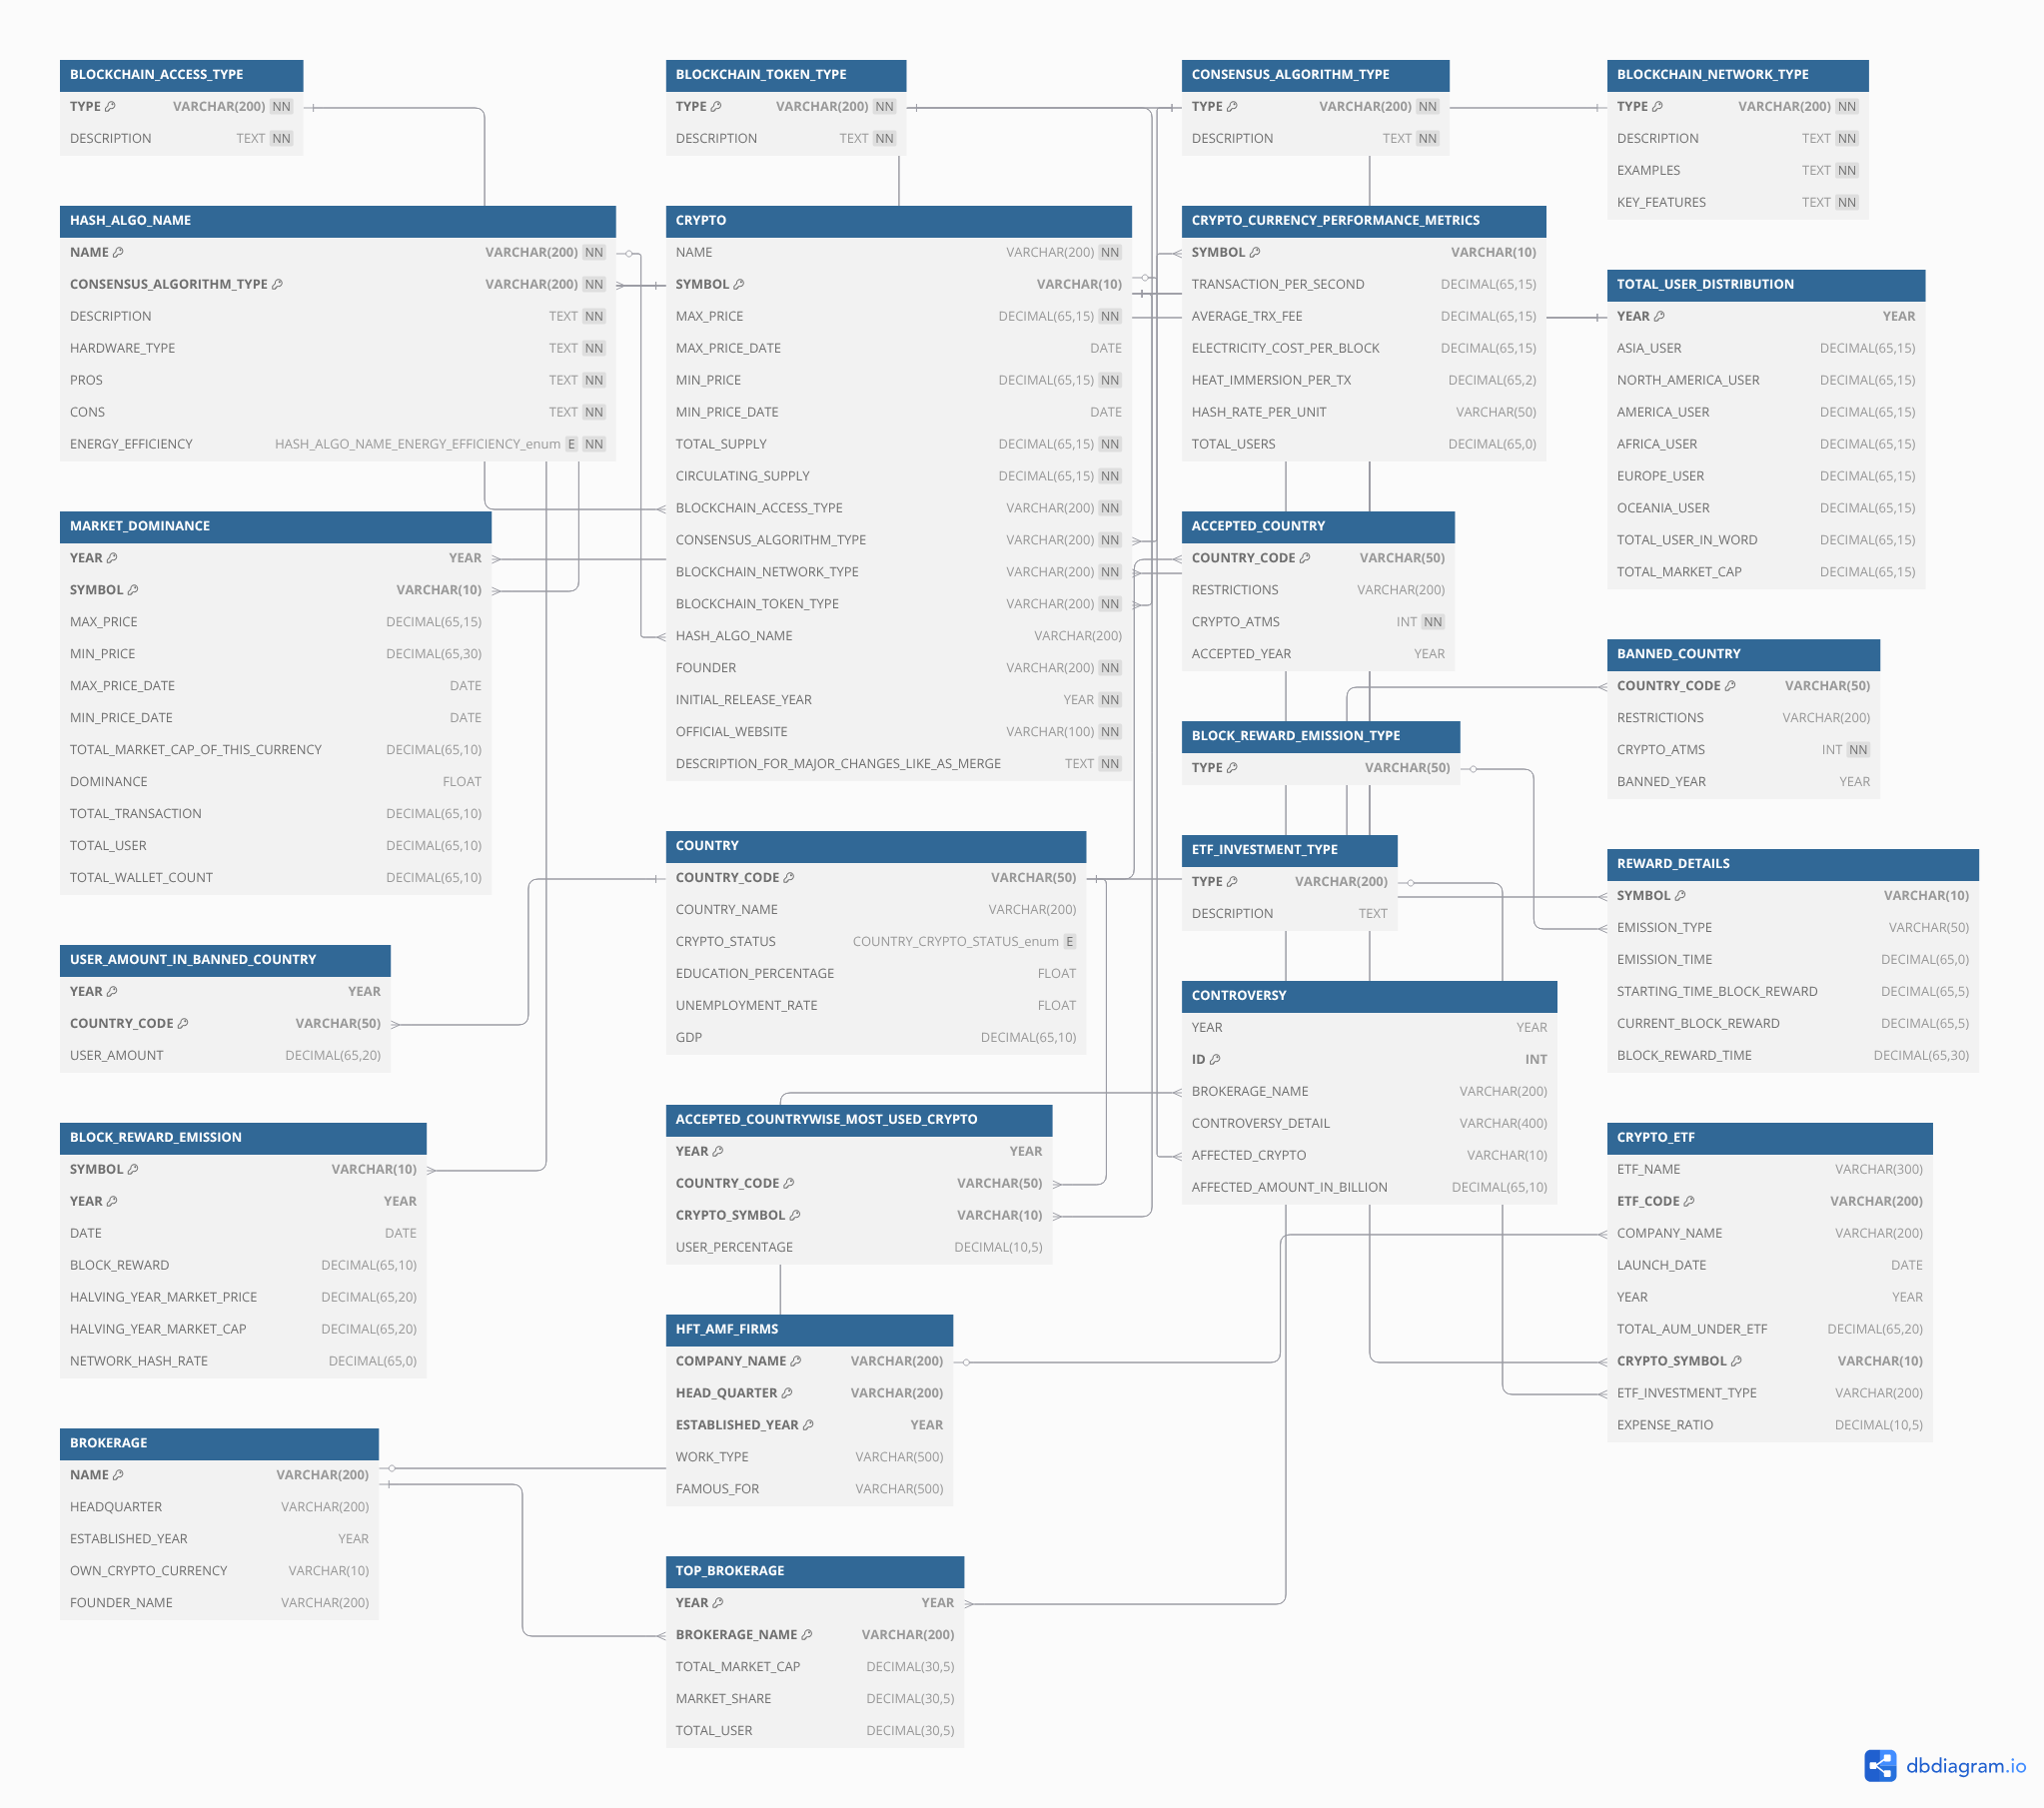 BLOCKCHAIN_ACCESS_TYPE
TYPE VARCHAR(200) NN
DESCRIPTION TEXT NN
HASH_ALGO_NAME
NAME VARCHAR(200) NN
CONSENSUS_ALGORITHM_TYPE VARCHAR(200) NN
DESCRIPTION TEXT NN
HARDWARE_TYPE TEXT NN
PROS TEXT NN
CONS TEXT NN
ENERGY_EFFICIENCY HASH_ALGO_NAME_ENERGY_EFFICIENCY_enum E NN
MARKET_DOMINANCE
YEAR YEAR
SYMBOL VARCHAR(10)
MAX_PRICE DECIMAL(65,15)
MIN_PRICE DECIMAL(65,30)
MAX_PRICE_DATE DATE
MIN_PRICE_DATE DATE
TOTAL_MARKET_CAP_OF_THIS_CURRENCY DECIMAL(65,10)
DOMINANCE FLOAT
TOTAL_TRANSACTION DECIMAL(65,10)
TOTAL_USER DECIMAL(65,10)
TOTAL_WALLET_COUNT DECIMAL(65,10)
USER_AMOUNT_IN_BANNED_COUNTRY
YEAR YEAR
COUNTRY_CODE VARCHAR(50)
USER_AMOUNT DECIMAL(65,20)
BLOCK_REWARD_EMISSION
SYMBOL VARCHAR(10)
YEAR YEAR
DATE DATE
BLOCK_REWARD DECIMAL(65,10)
HALVING_YEAR_MARKET_PRICE DECIMAL(65,20)
HALVING_YEAR_MARKET_CAP DECIMAL(65,20)
NETWORK_HASH_RATE DECIMAL(65,0)
BROKERAGE
NAME VARCHAR(200)
HEADQUARTER VARCHAR(200)
ESTABLISHED_YEAR YEAR
OWN_CRYPTO_CURRENCY VARCHAR(10)
FOUNDER_NAME VARCHAR(200)
BLOCKCHAIN_TOKEN_TYPE
TYPE VARCHAR(200) NN
DESCRIPTION TEXT NN
CRYPTO
NAME VARCHAR(200) NN
SYMBOL VARCHAR(10)
MAX_PRICE DECIMAL(65,15) NN
MAX_PRICE_DATE DATE
MIN_PRICE DECIMAL(65,15) NN
MIN_PRICE_DATE DATE
TOTAL_SUPPLY DECIMAL(65,15) NN
CIRCULATING_SUPPLY DECIMAL(65,15) NN
BLOCKCHAIN_ACCESS_TYPE VARCHAR(200) NN
CONSENSUS_ALGORITHM_TYPE VARCHAR(200) NN
BLOCKCHAIN_NETWORK_TYPE VARCHAR(200) NN
BLOCKCHAIN_TOKEN_TYPE VARCHAR(200) NN
HASH_ALGO_NAME VARCHAR(200)
FOUNDER VARCHAR(200) NN
INITIAL_RELEASE_YEAR YEAR NN
OFFICIAL_WEBSITE VARCHAR(100) NN
DESCRIPTION_FOR_MAJOR_CHANGES_LIKE_AS_MERGE TEXT NN
COUNTRY
COUNTRY_CODE VARCHAR(50)
COUNTRY_NAME VARCHAR(200)
CRYPTO_STATUS COUNTRY_CRYPTO_STATUS_enum E
EDUCATION_PERCENTAGE FLOAT
UNEMPLOYMENT_RATE FLOAT
GDP DECIMAL(65,10)
ACCEPTED_COUNTRYWISE_MOST_USED_CRYPTO
YEAR YEAR
COUNTRY_CODE VARCHAR(50)
CRYPTO_SYMBOL VARCHAR(10)
USER_PERCENTAGE DECIMAL(10,5)
HFT_AMF_FIRMS
COMPANY_NAME VARCHAR(200)
HEAD_QUARTER VARCHAR(200)
ESTABLISHED_YEAR YEAR
WORK_TYPE VARCHAR(500)
FAMOUS_FOR VARCHAR(500)
TOP_BROKERAGE
YEAR YEAR
BROKERAGE_NAME VARCHAR(200)
TOTAL_MARKET_CAP DECIMAL(30,5)
MARKET_SHARE DECIMAL(30,5)
TOTAL_USER DECIMAL(30,5)
CONSENSUS_ALGORITHM_TYPE
TYPE VARCHAR(200) NN
DESCRIPTION TEXT NN
CRYPTO_CURRENCY_PERFORMANCE_METRICS
SYMBOL VARCHAR(10)
TRANSACTION_PER_SECOND DECIMAL(65,15)
AVERAGE_TRX_FEE DECIMAL(65,15)
ELECTRICITY_COST_PER_BLOCK DECIMAL(65,15)
HEAT_IMMERSION_PER_TX DECIMAL(65,2)
HASH_RATE_PER_UNIT VARCHAR(50)
TOTAL_USERS DECIMAL(65,0)
ACCEPTED_COUNTRY
COUNTRY_CODE VARCHAR(50)
RESTRICTIONS VARCHAR(200)
CRYPTO_ATMS INT NN
ACCEPTED_YEAR YEAR
BLOCK_REWARD_EMISSION_TYPE
TYPE VARCHAR(50)
ETF_INVESTMENT_TYPE
TYPE VARCHAR(200)
DESCRIPTION TEXT
CONTROVERSY
YEAR YEAR
ID INT
BROKERAGE_NAME VARCHAR(200)
CONTROVERSY_DETAIL VARCHAR(400)
AFFECTED_CRYPTO VARCHAR(10)
AFFECTED_AMOUNT_IN_BILLION DECIMAL(65,10)
BLOCKCHAIN_NETWORK_TYPE
TYPE VARCHAR(200) NN
DESCRIPTION TEXT NN
EXAMPLES TEXT NN
KEY_FEATURES TEXT NN
TOTAL_USER_DISTRIBUTION
YEAR YEAR
ASIA_USER DECIMAL(65,15)
NORTH_AMERICA_USER DECIMAL(65,15)
AMERICA_USER DECIMAL(65,15)
AFRICA_USER DECIMAL(65,15)
EUROPE_USER DECIMAL(65,15)
OCEANIA_USER DECIMAL(65,15)
TOTAL_USER_IN_WORD DECIMAL(65,15)
TOTAL_MARKET_CAP DECIMAL(65,15)
BANNED_COUNTRY
COUNTRY_CODE VARCHAR(50)
RESTRICTIONS VARCHAR(200)
CRYPTO_ATMS INT NN
BANNED_YEAR YEAR
REWARD_DETAILS
SYMBOL VARCHAR(10)
EMISSION_TYPE VARCHAR(50)
EMISSION_TIME DECIMAL(65,0)
STARTING_TIME_BLOCK_REWARD DECIMAL(65,5)
CURRENT_BLOCK_REWARD DECIMAL(65,5)
BLOCK_REWARD_TIME DECIMAL(65,30)
CRYPTO_ETF
ETF_NAME VARCHAR(300)
ETF_CODE VARCHAR(200)
COMPANY_NAME VARCHAR(200)
LAUNCH_DATE DATE
YEAR YEAR
TOTAL_AUM_UNDER_ETF DECIMAL(65,20)
CRYPTO_SYMBOL VARCHAR(10)
ETF_INVESTMENT_TYPE VARCHAR(200)
EXPENSE_RATIO DECIMAL(10,5)
dbdiagram.io